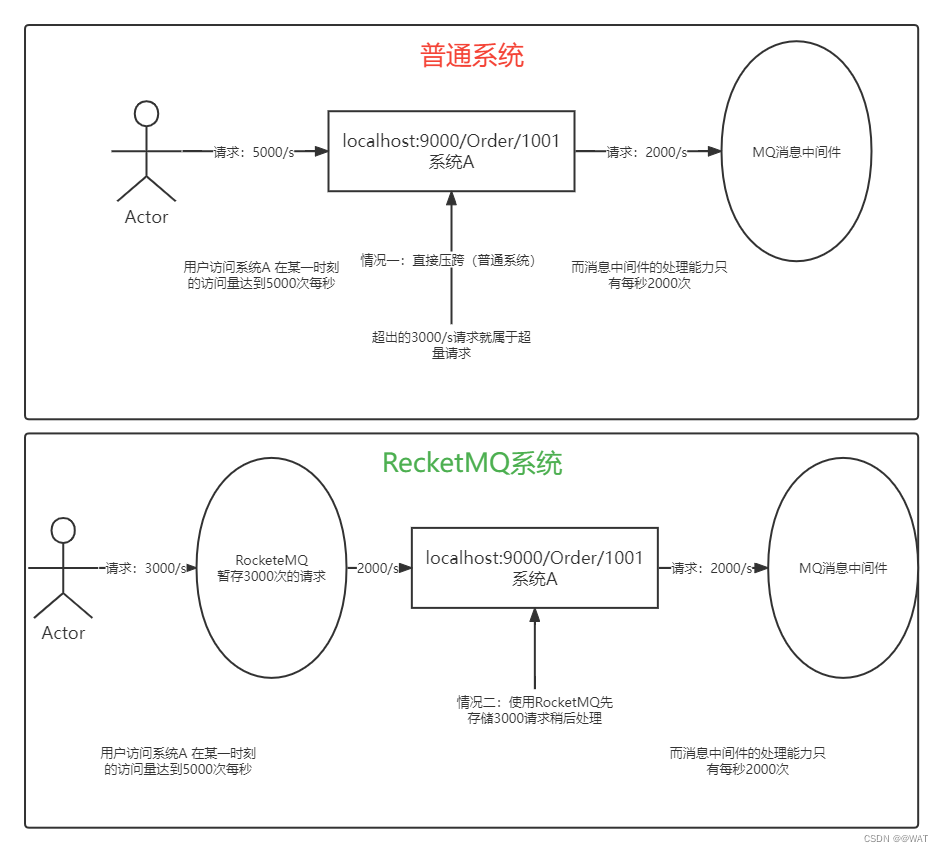 普通系统
请求：5000/s
localhost:9000/Order/1001
系统A
请求：2000/s
MQ消息中间件
Actor
用户访问系统A 在某一时刻
的访问量达到5000次每秒
情况一：直接压跨（普通系统）
而消息中间件的处理能力只
有每秒2000次
超出的3000/s请求就属于超
量请求
RecketMQ系统
请求：3000/s
RocketeMQ
暂存3000次的请求
2000/s
localhost:9000/Order/1001
系统A
请求：2000/s
MQ消息中间件
Actor
情况二：使用RocketMQ先
存储3000请求稍后处理
用户访问系统A 在某一时刻
的访问量达到5000次每秒
而消息中间件的处理能力只
有每秒2000次
CSDN @@WAT